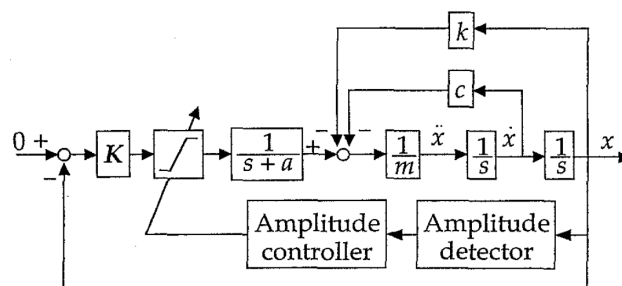 k
c
0 +
−
K
1
s + a
+
−
−
1
m
ẍ
1
s
ẋ
1
s
x
Amplitude
controller
Amplitude
detector